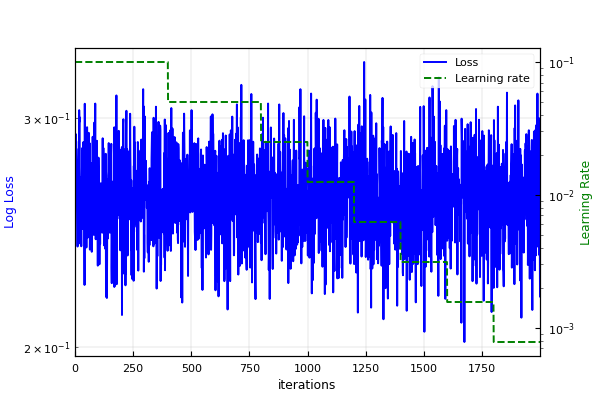 Loss
Learning rate
3 × 10⁻¹
2 × 10⁻¹
Log Loss
10⁻¹
10⁻²
10⁻³
Learning Rate
0 250 500 750 1000 1250 1500 1750
iterations